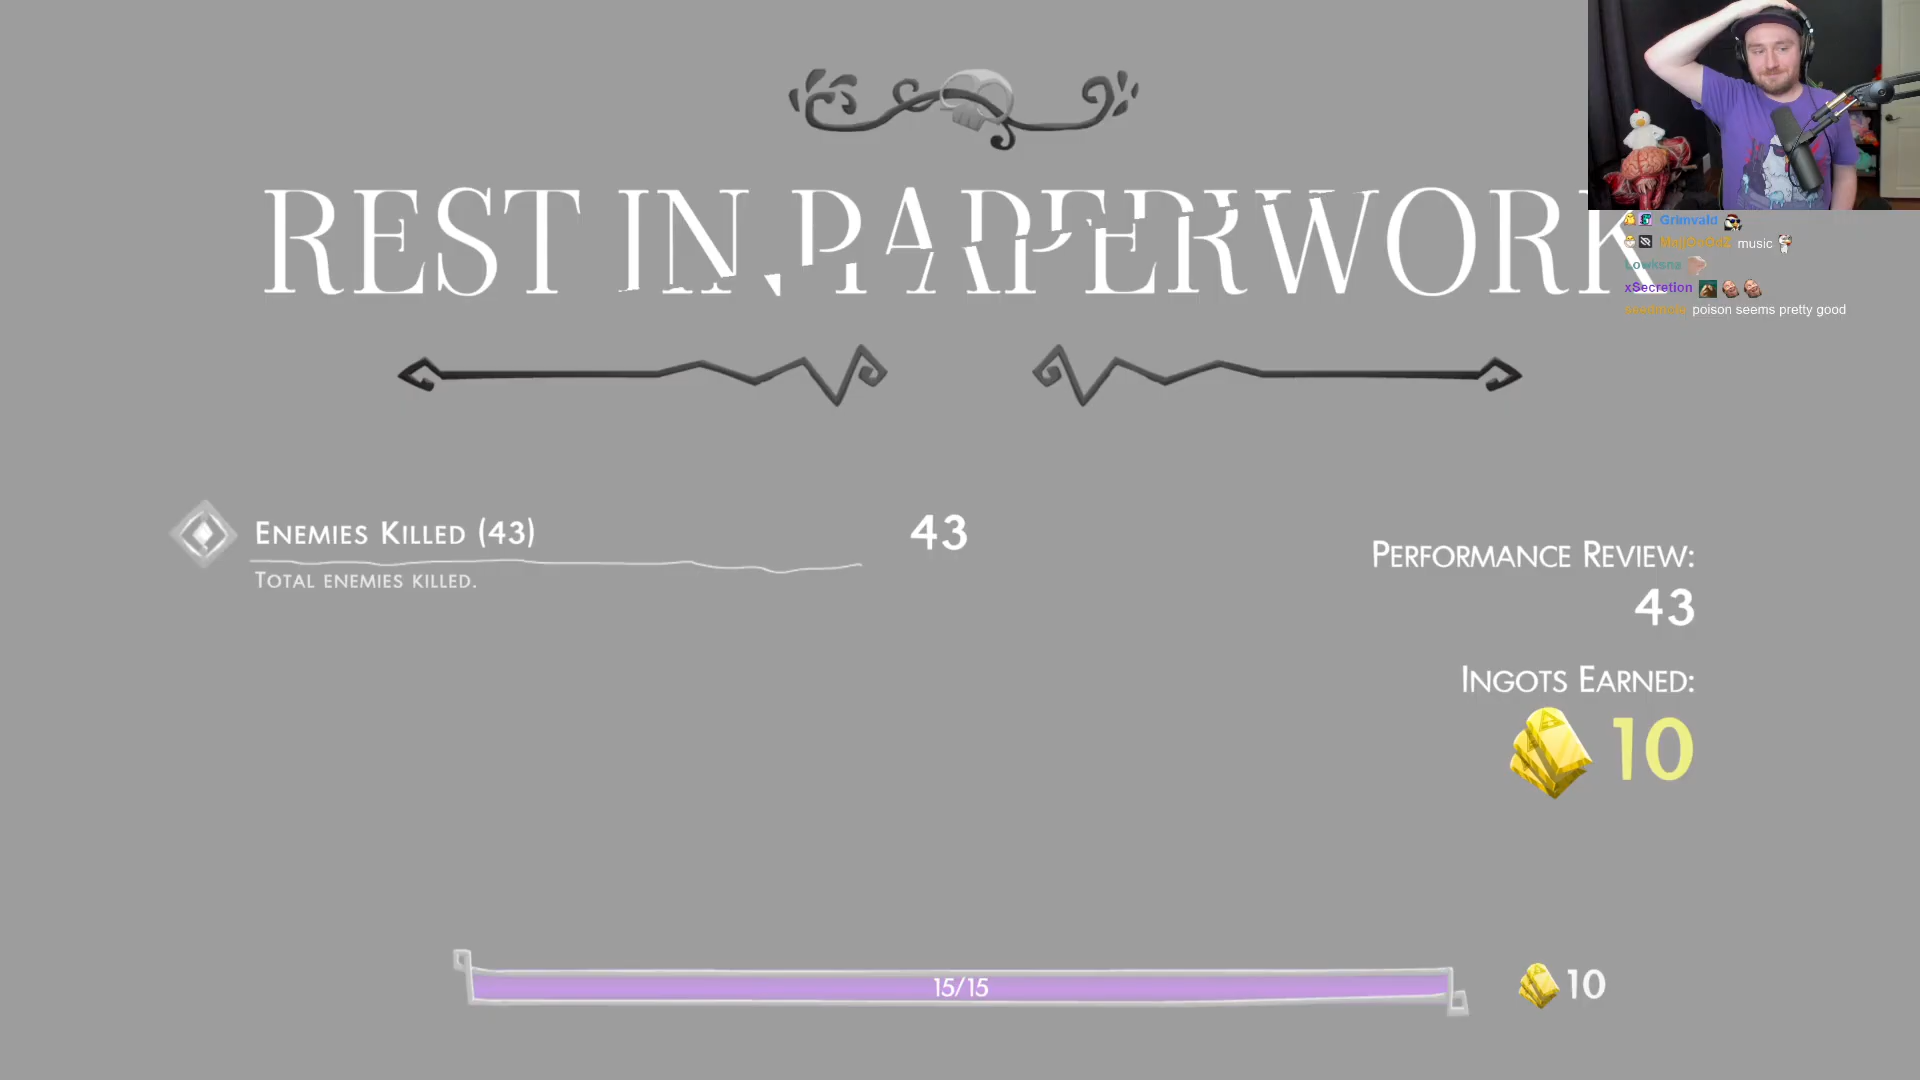 REST IN PAPERWORK
Grimvald
music
Lowksna
xSecretion
poison seems pretty good
ENEMIES KILLED (43)
43
TOTAL ENEMIES KILLED.
PERFORMANCE REVIEW:
43
INGOTS EARNED:
10
15/15
10